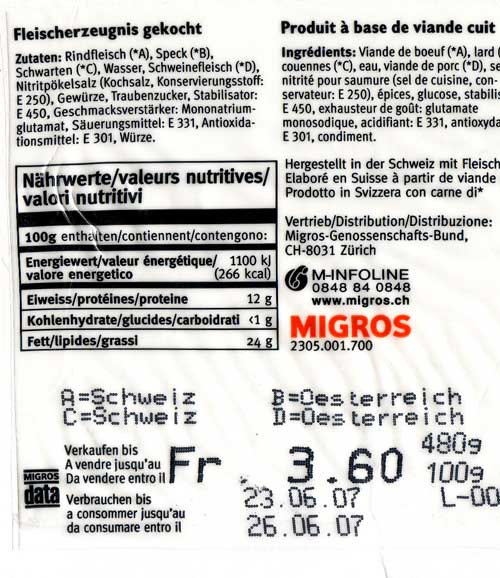 Fleischerzeugnis gekocht
Zutaten: Rindfleisch (*A), Speck (*B),
Schwarten (*C), Wasser, Schweinefleisch (*D),
Nitritpökelsalz (Kochsalz, Konservierungsstoff:
E 250), Gewürze, Traubenzucker, Stabilisator:
E 450, Geschmacksverstärker: Mononatrium-
glutamat, Säuerungsmittel: E 331, Antioxida-
tionsmittel: E 301, Würze.
Produit à base de viande cuit
Ingrédients: Viande de boeuf (*A), lard (
couennes (*C), eau, viande de porc (*D), se
nitrité pour saumure (sel de cuisine, con-
servateur: E 250), épices, glucose, stabilis
E 450, exhausteur de goût: glutamate
monosodique, acidifiant: E 331, antioxyda
E 301, condiment.
Nährwerte/valeurs nutritives/
valori nutritivi
100g enthalten/contiennent/contengono:
Energiewert/valeur énergétique/ 1100 kJ
valore energetico (266 kcal)
Eiweiss/protéines/proteine 12 g
Kohlenhydrate/glucides/carboidrati <1 g
Fett/lipides/grassi 24 g
Hergestellt in der Schweiz mit Fleisch
Elaboré en Suisse à partir de viande
Prodotto in Svizzera con carne di*
Vertrieb/Distribution/Distribuzione:
Migros-Genossenschafts-Bund,
CH-8031 Zürich
M-INFOLINE
0848 84 0848
www.migros.ch
MIGROS
2305.001.700
A=Schweiz B=Oesterreich
C=Schweiz D=Oesterreich
Verkaufen bis
A vendre jusqu'au
Da vendere entro il
Fr. 3.60
480g
100g
MIGROS
data
Verbrauchen bis
a consommer jusqu'au
da consumare entro il
23.06.07 L-00
26.06.07